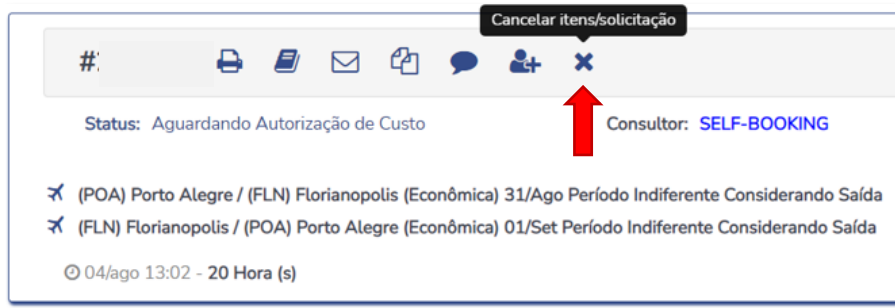 Cancelar itens/solicitação
#
Status: Aguardando Autorização de Custo Consultor: SELF-BOOKING
(POA) Porto Alegre / (FLN) Florianopolis (Econômica) 31/Ago Período Indiferente Considerando Saída
(FLN) Florianopolis / (POA) Porto Alegre (Econômica) 01/Set Período Indiferente Considerando Saída
04/ago 13:02 - 20 Hora (s)